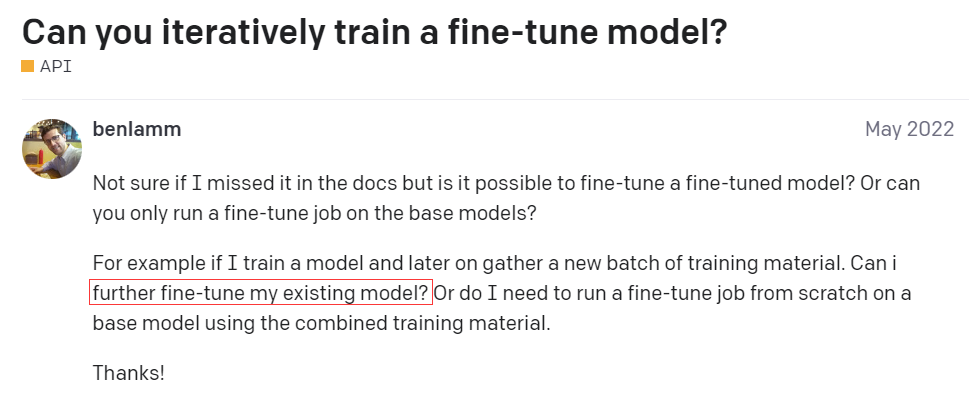 Can you iteratively train a fine-tune model?
API
benlamm
May 2022
Not sure if I missed it in the docs but is it possible to fine-tune a fine-tuned model? Or can
you only run a fine-tune job on the base models?
For example if I train a model and later on gather a new batch of training material. Can i
further fine-tune my existing model? Or do I need to run a fine-tune job from scratch on a
base model using the combined training material.
Thanks!